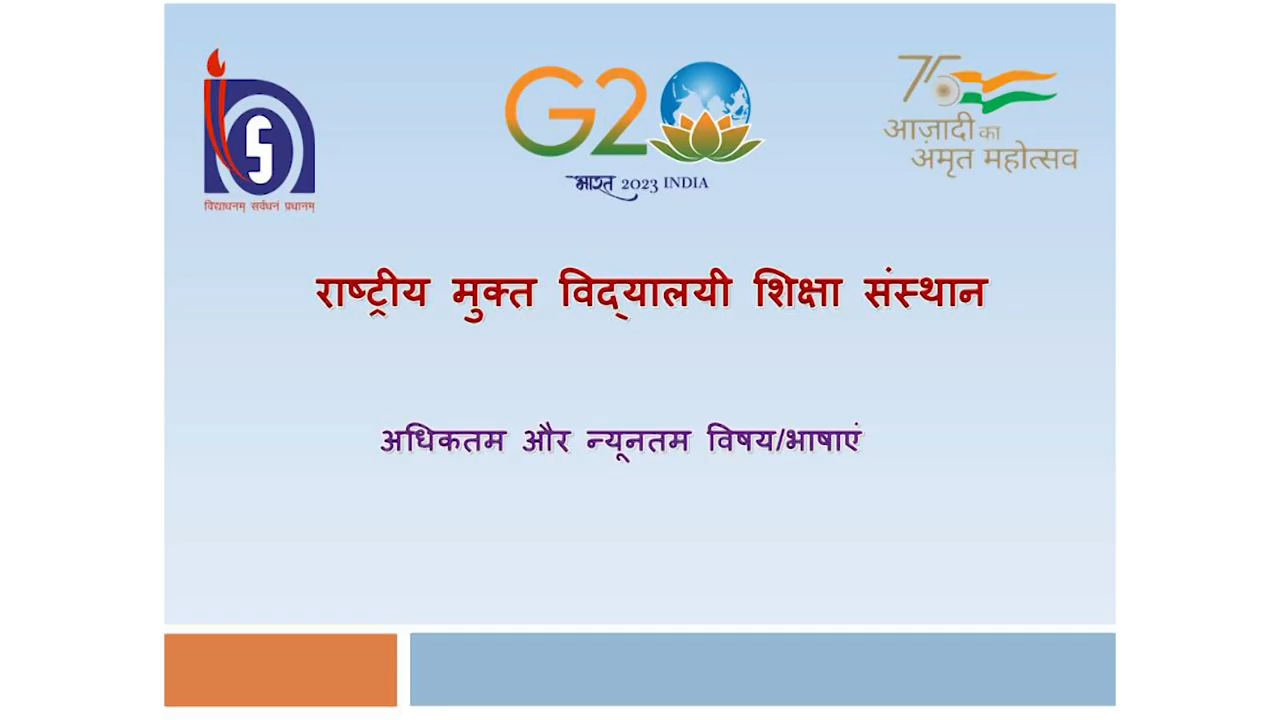 विद्याधनम् सर्वधनं प्रधानम्
G20
भारत 2023 INDIA
75
आज़ादी का
अमृत महोत्सव
राष्ट्रीय मुक्त विद्यालयी शिक्षा संस्थान
अधिकतम और न्यूनतम विषय/भाषाएं